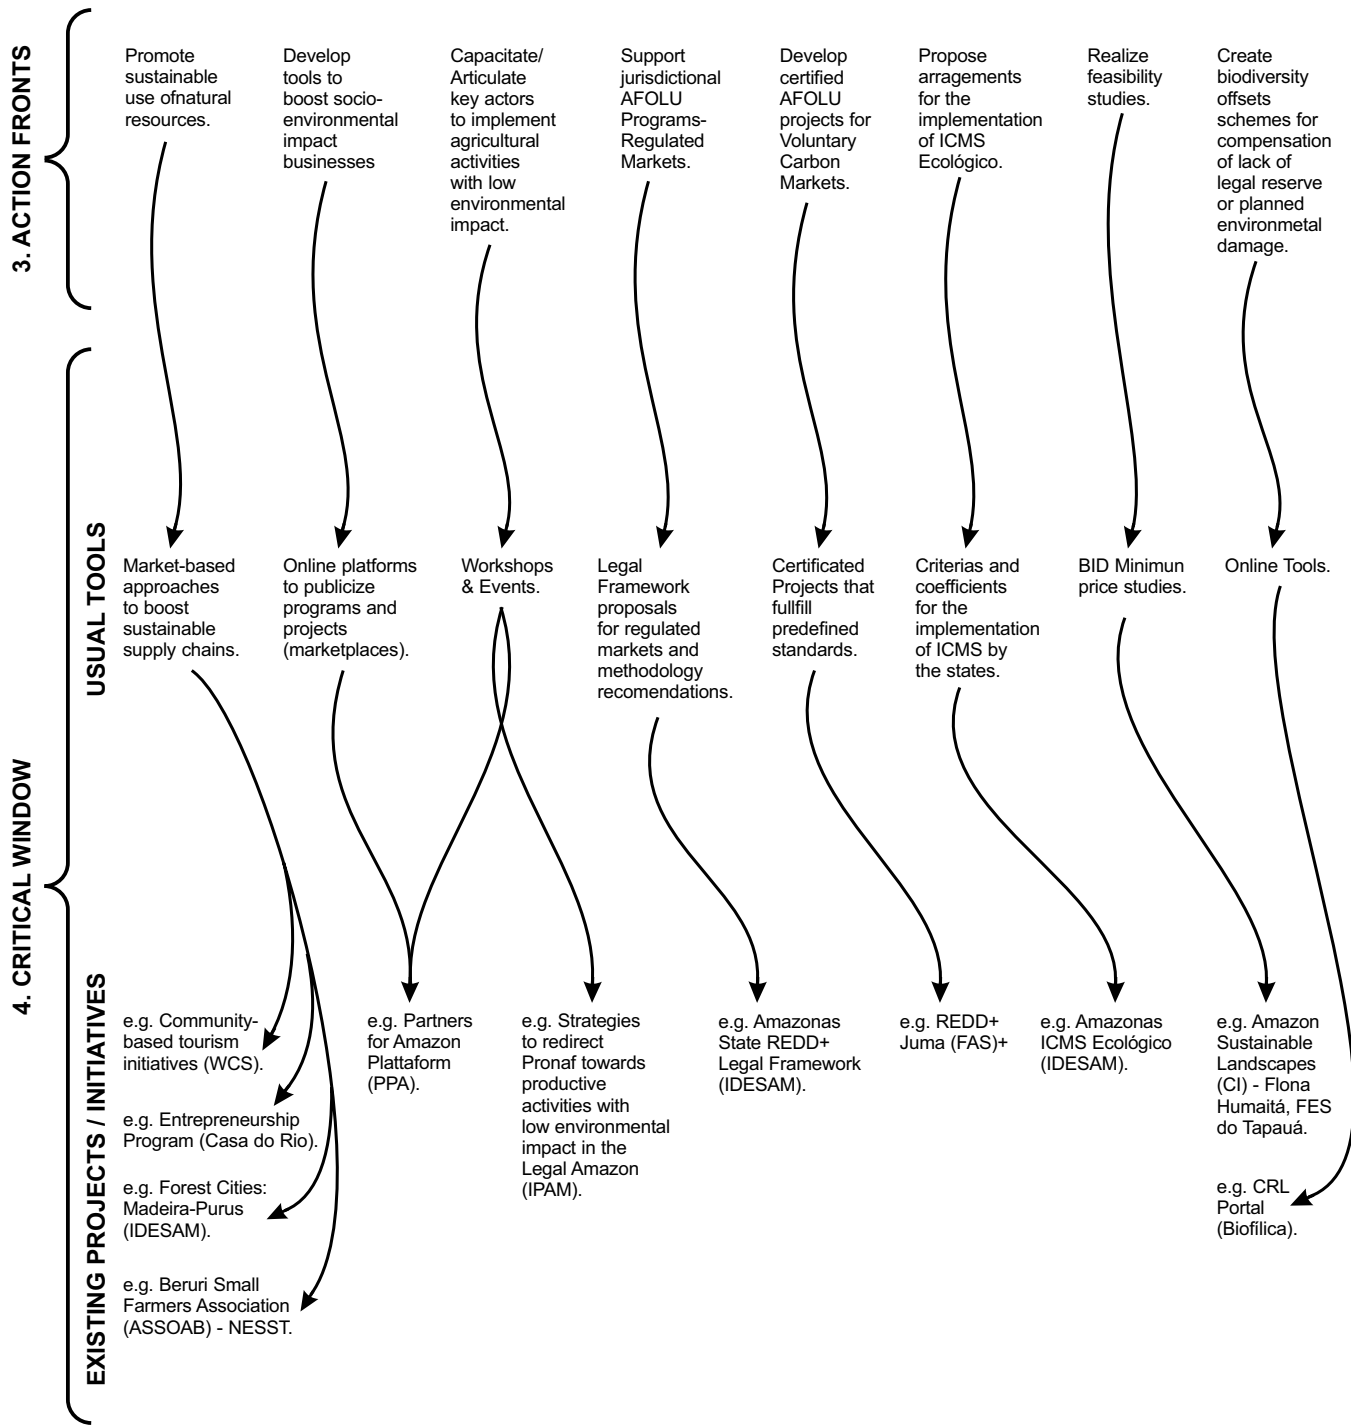 3. ACTION FRONTS
Promote
sustainable
use ofnatural
resources.
Develop
tools to
boost socio-
environmental
impact
businesses
Capacitate/
Articulate
key actors
to implement
agricultural
activities
with low
environmental
impact.
Support
jurisdictional
AFOLU
Programs-
Regulated
Markets.
Develop
certified
AFOLU
projects for
Voluntary
Carbon
Markets.
Propose
arragements
for the
implementation
of ICMS
Ecológico.
Realize
feasibility
studies.
Create
biodiversity
offsets
schemes for
compensation
of lack of
legal reserve
or planned
environmetal
damage.
4. CRITICAL WINDOW
USUAL TOOLS
Market-based
approaches
to boost
sustainable
supply chains.
Online platforms
to publicize
programs and
projects
(marketplaces).
Workshops
& Events.
Legal
Framework
proposals
for regulated
markets and
methodology
recomendations.
Certificated
Projects that
fullfill
predefined
standards.
Criterias and
coefficients
for the
implementation
of ICMS by
the states.
BID Minimun
price studies.
Online Tools.
EXISTING PROJECTS / INITIATIVES
e.g. Community-
based tourism
initiatives (WCS).
e.g. Entrepreneurship
Program (Casa do Rio).
e.g. Forest Cities:
Madeira-Purus
(IDESAM).
e.g. Beruri Small
Farmers Association
(ASSOAB) - NESST.
e.g. Partners
for Amazon
Plattaform
(PPA).
e.g. Strategies
to redirect
Pronaf towards
productive
activities with
low environmental
impact in the
Legal Amazon
(IPAM).
e.g. Amazonas
State REDD+
Legal Framework
(IDESAM).
e.g. REDD+
Juma (FAS)+
e.g. Amazonas
ICMS Ecológico
(IDESAM).
e.g. Amazon
Sustainable
Landscapes
(CI) - Flona
Humaitá, FES
do Tapauá.
e.g. CRL
Portal
(Biofílica).